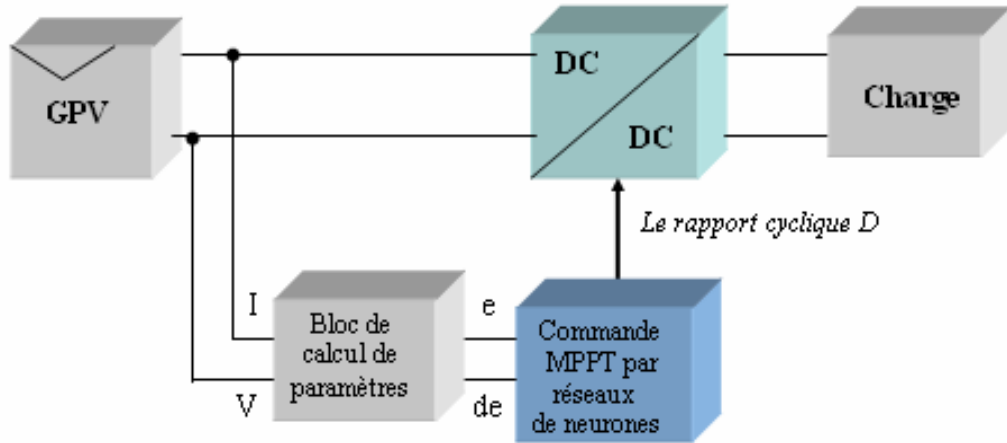 GPV
DC
DC
Charge
Le rapport cyclique D
I
V
Bloc de
calcul de
paramètres
e
de
Commande
MPPT par
réseaux
de neurones